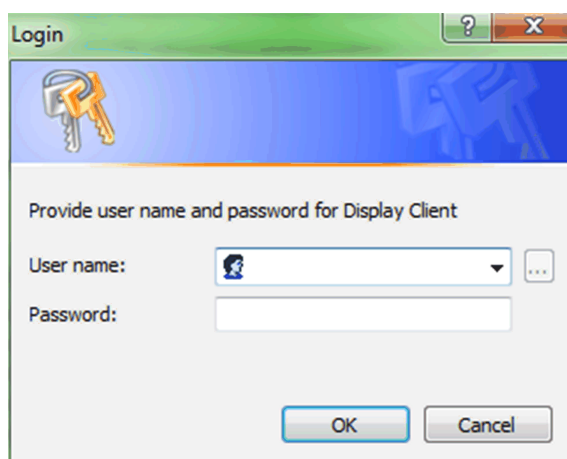 Login
Provide user name and password for Display Client
User name:
...
Password:
OK
Cancel